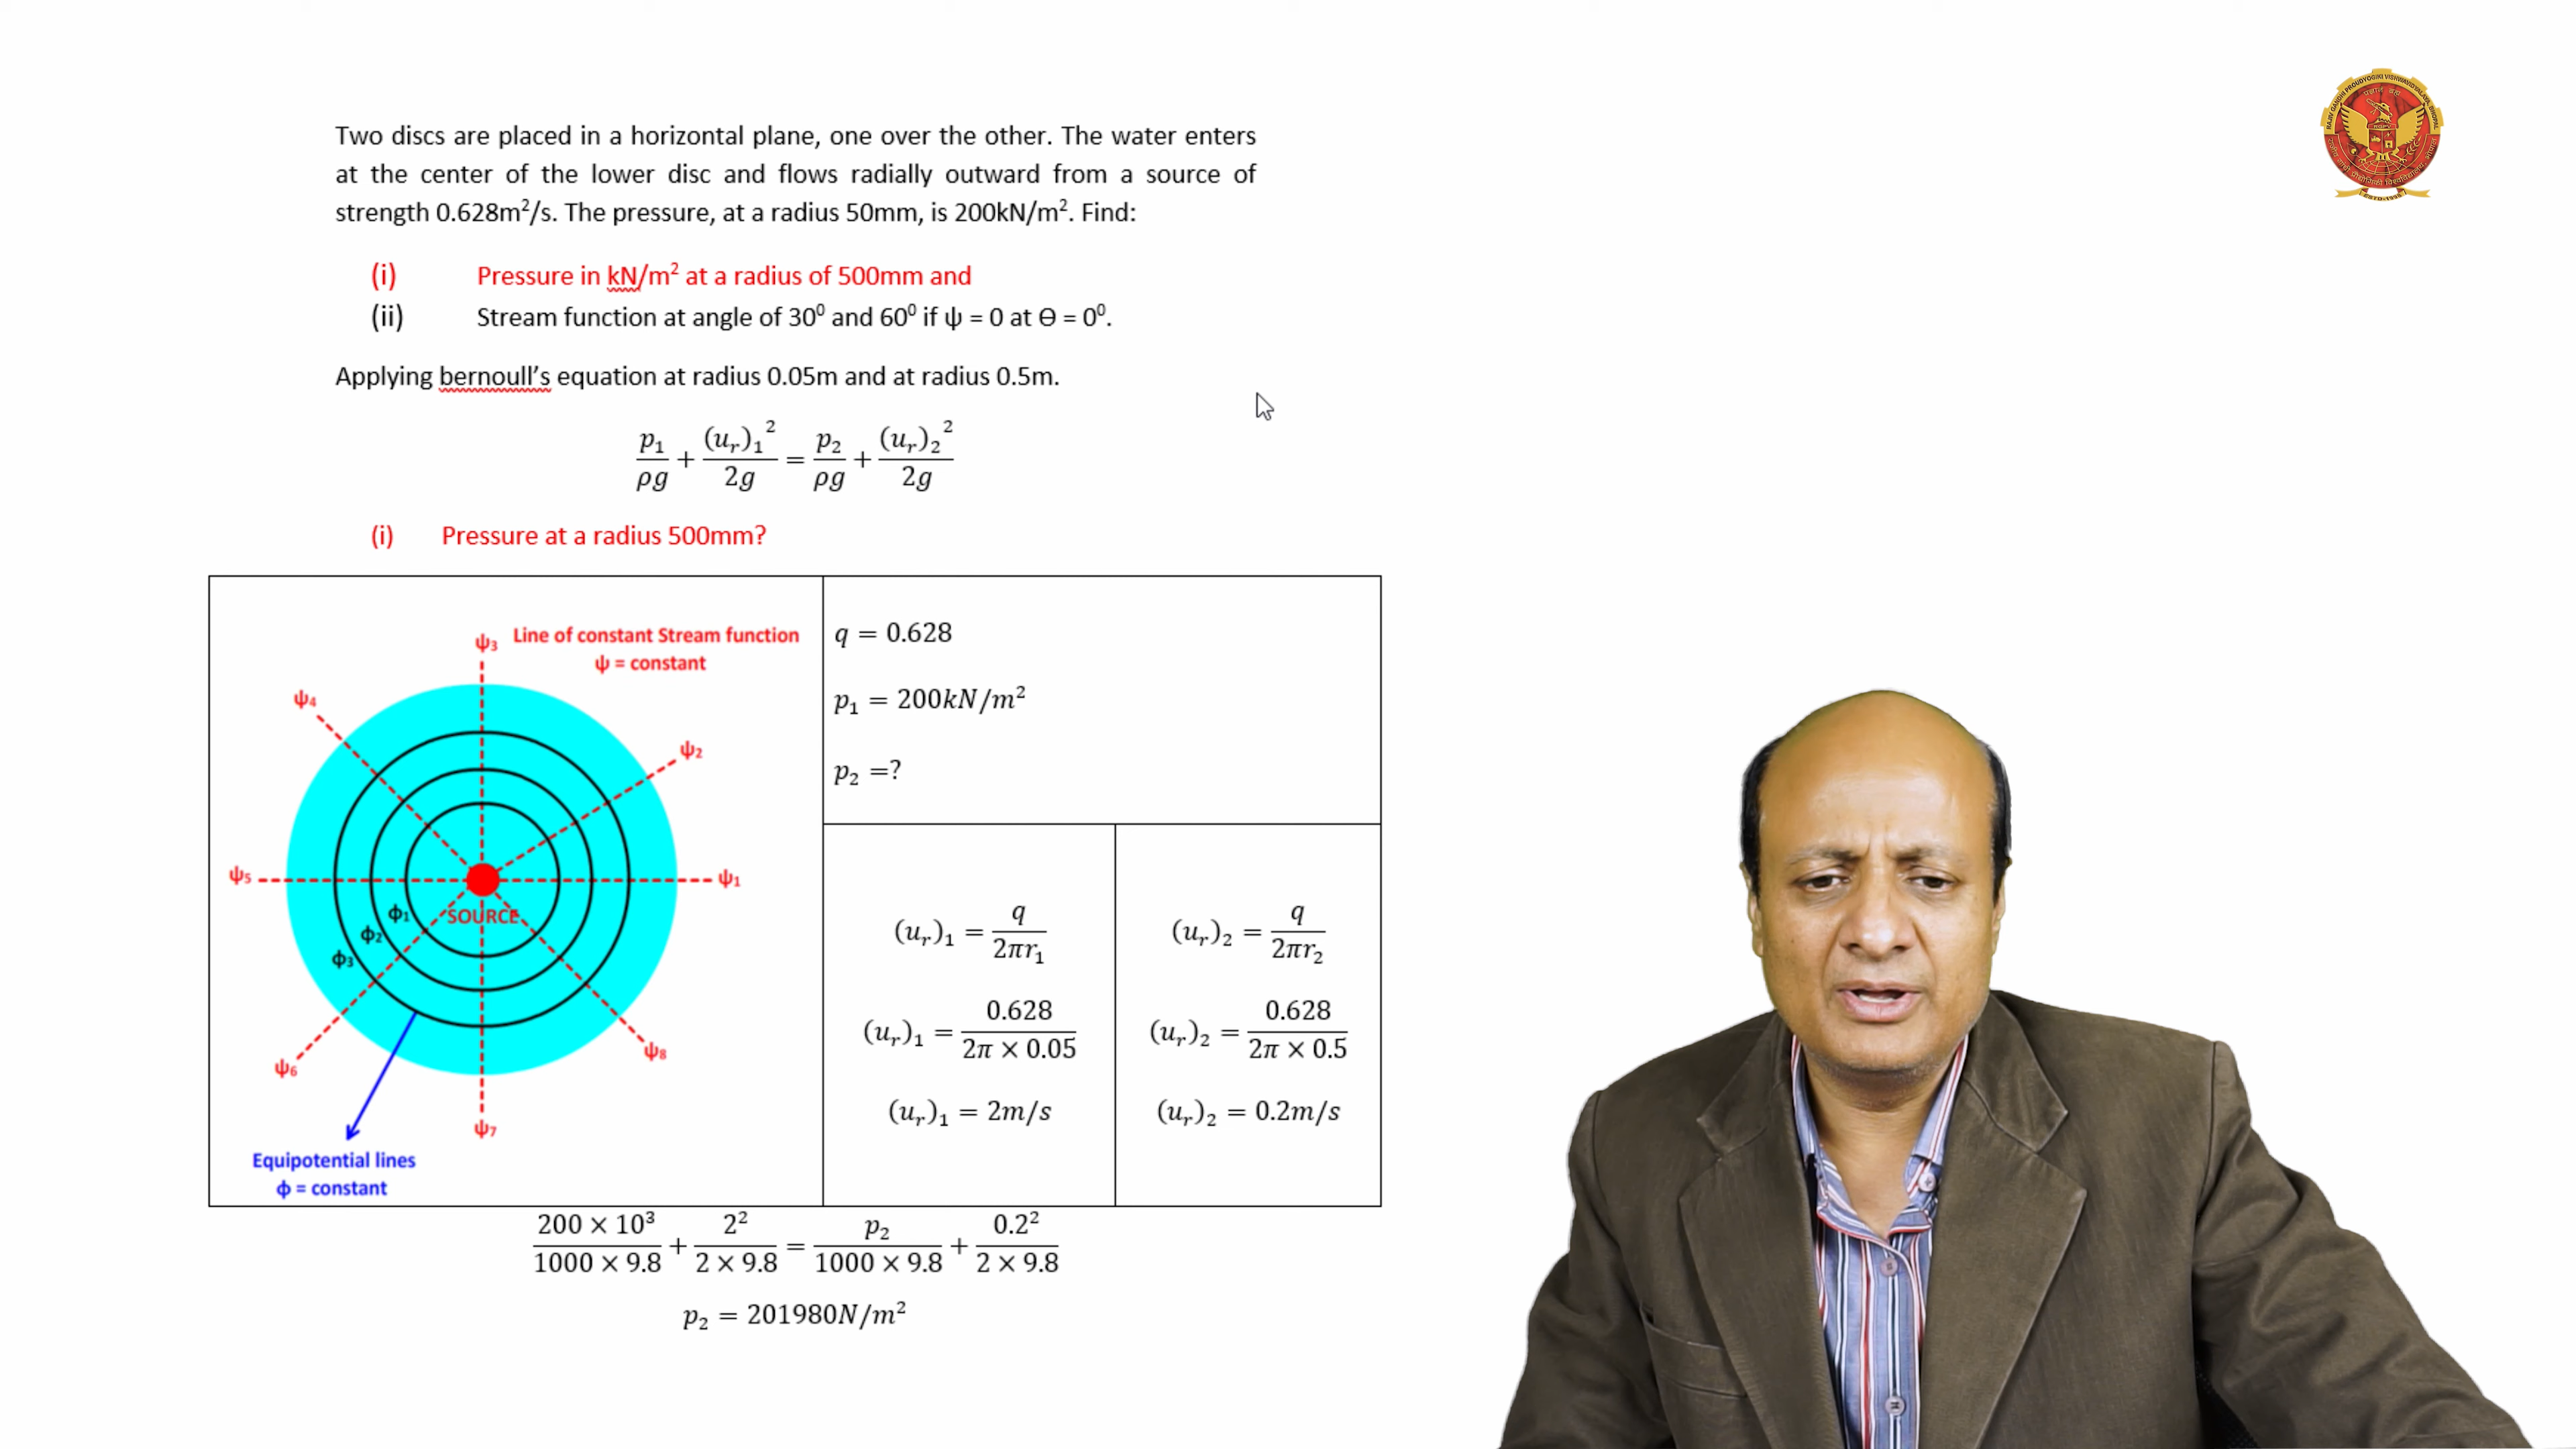 Two discs are placed in a horizontal plane, one over the other. The water enters
at the center of the lower disc and flows radially outward from a source of
strength 0.628m²/s. The pressure, at a radius 50mm, is 200kN/m². Find:
(i) Pressure in kN/m² at a radius of 500mm and
(ii) Stream function at angle of 30⁰ and 60⁰ if ψ = 0 at Ө = 0⁰.
Applying bernoull's equation at radius 0.05m and at radius 0.5m.
p₁/ρg + (uᵣ)₁²/2g = p₂/ρg + (uᵣ)₂²/2g
(i) Pressure at a radius 500mm?
Line of constant Stream function
ψ = constant
ψ₃
ψ₄
ψ₂
ψ₅
ψ₁
SOURCE
ϕ₁
ϕ₂
ϕ₃
ψ₆
ψ₈
ψ₇
Equipotential lines
ϕ = constant
q = 0.628
p₁ = 200kN/m²
p₂ =?
(uᵣ)₁ = q/2πr₁
(uᵣ)₁ = 0.628/2π × 0.05
(uᵣ)₁ = 2m/s
(uᵣ)₂ = q/2πr₂
(uᵣ)₂ = 0.628/2π × 0.5
(uᵣ)₂ = 0.2m/s
200 × 10³/1000 × 9.8 + 2²/2 × 9.8 = p₂/1000 × 9.8 + 0.2²/2 × 9.8
p₂ = 201980N/m²